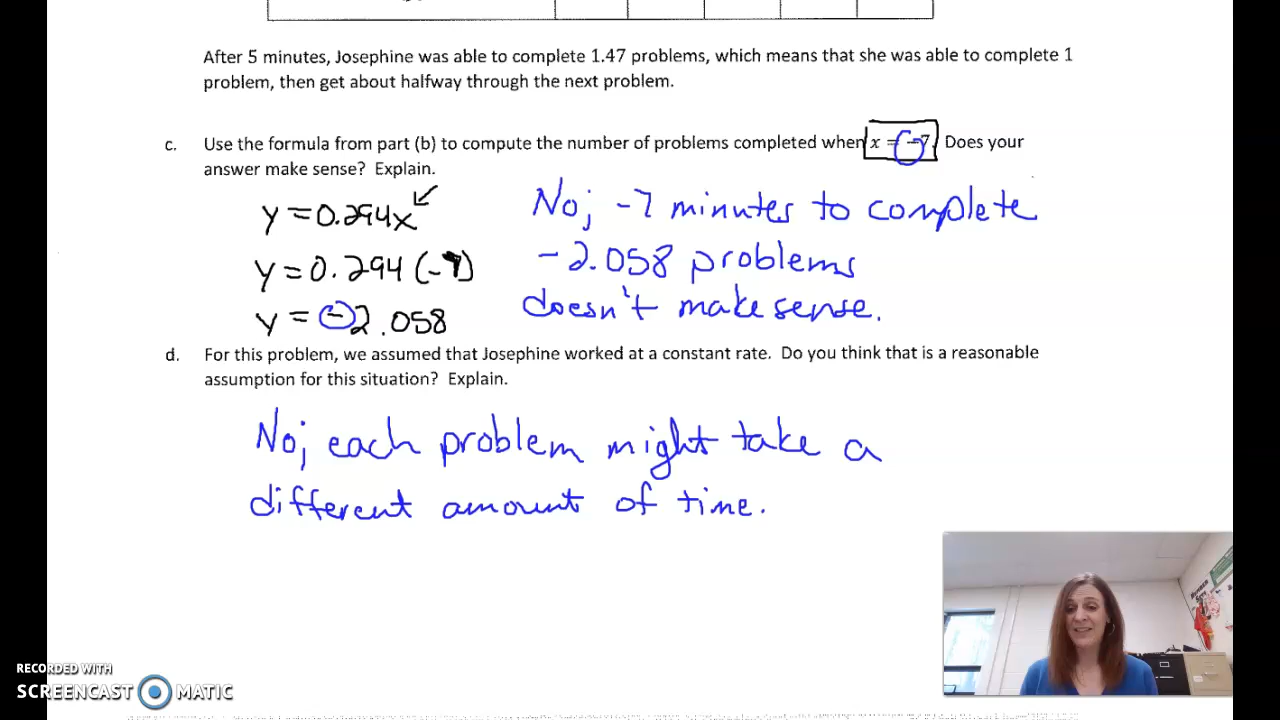 After 5 minutes, Josephine was able to complete 1.47 problems, which means that she was able to complete 1
problem, then get about halfway through the next problem.
c. Use the formula from part (b) to compute the number of problems completed when x = -7. Does your
answer make sense? Explain.
y = 0.294x
y = 0.294 (-7)
y = -2.058
No; -7 minutes to complete
-2.058 problems
doesn't make sense.
d. For this problem, we assumed that Josephine worked at a constant rate. Do you think that is a reasonable
assumption for this situation? Explain.
No; each problem might take a
different amount of time.
RECORDED WITH
SCREENCAST MATIC